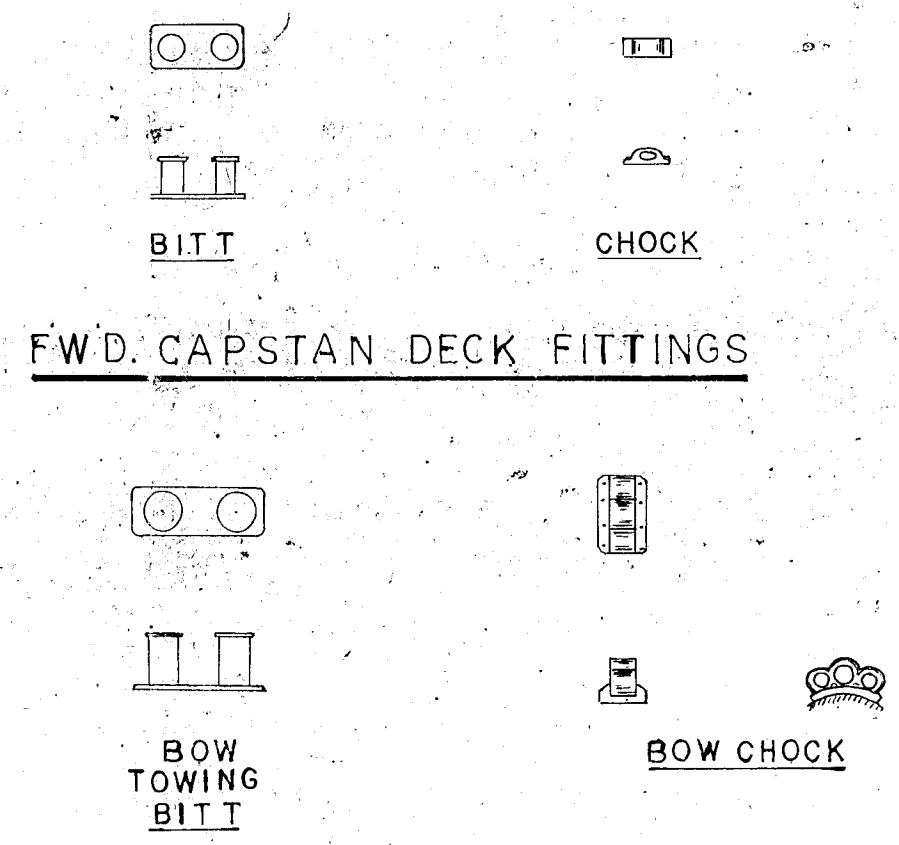 BITT
CHOCK
FWD. CAPSTAN DECK FITTINGS
BOW
TOWING
BITT
BOW CHOCK